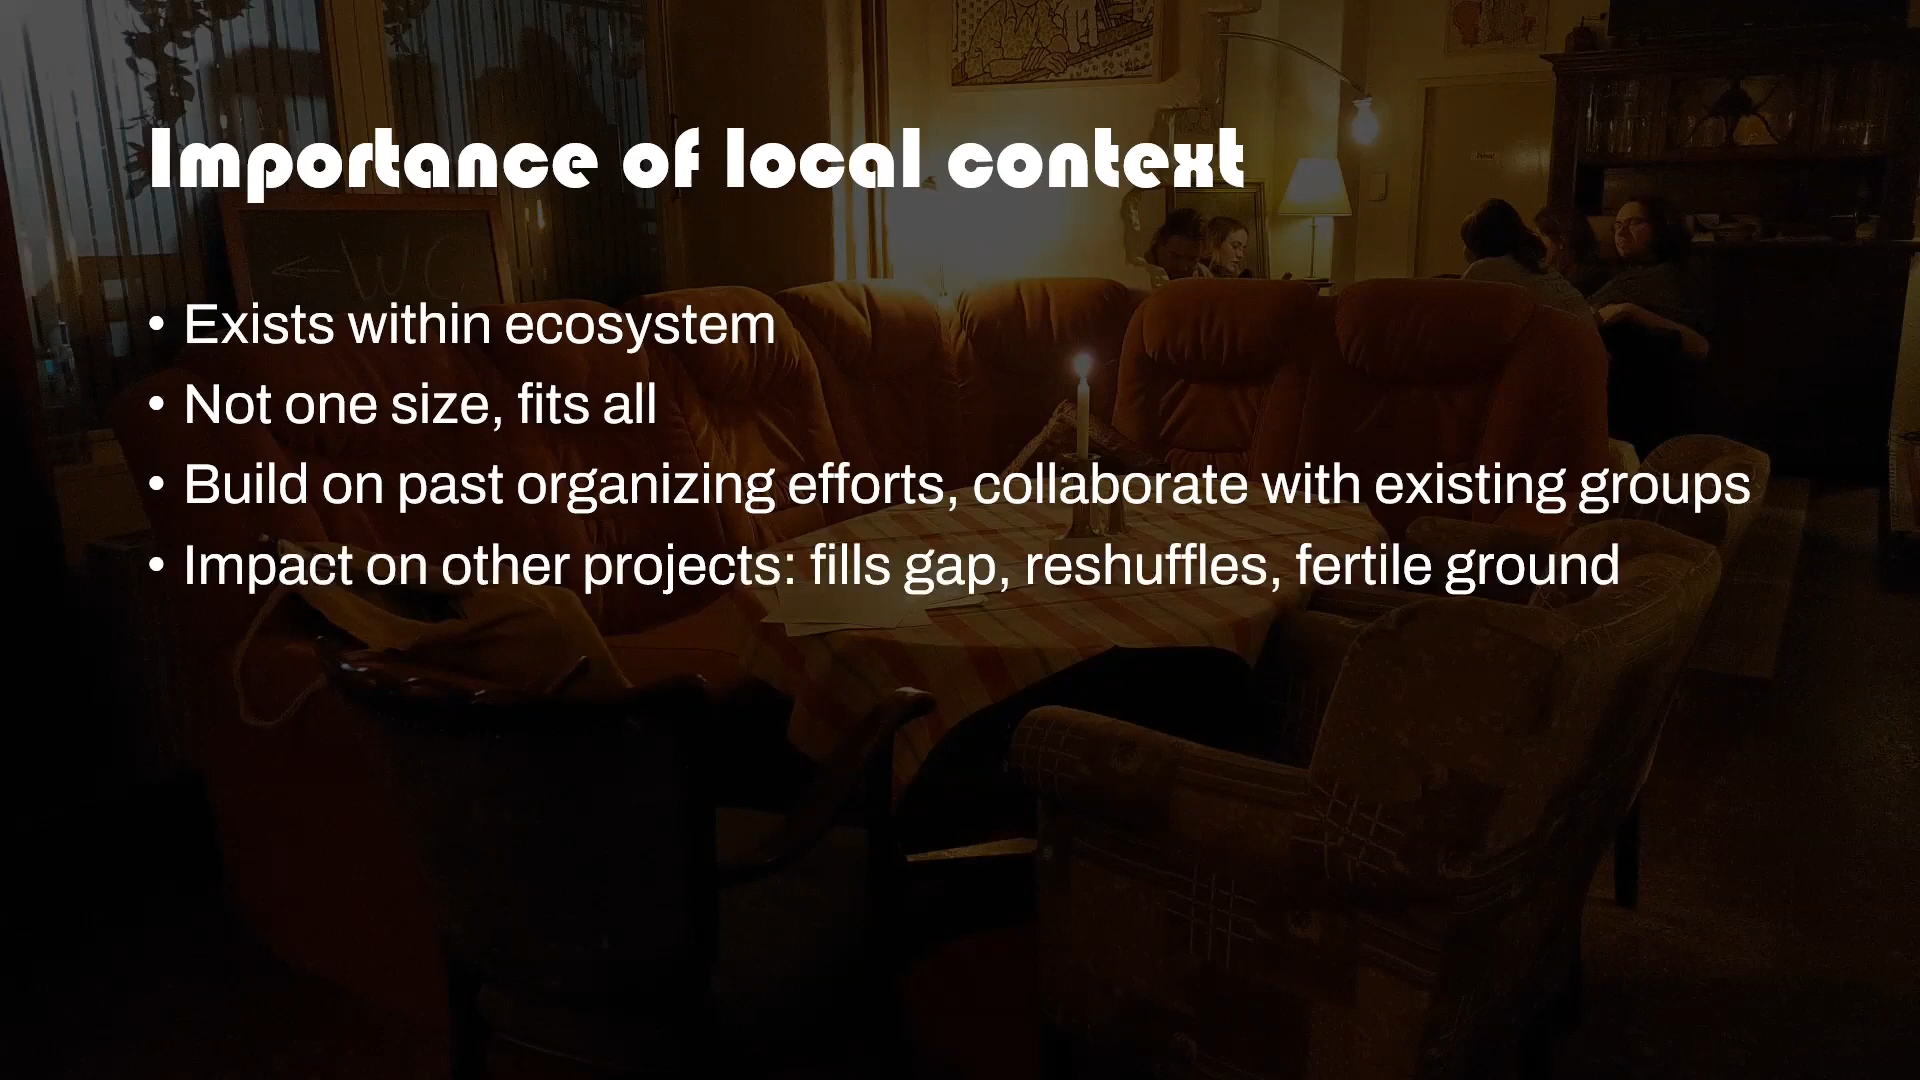 Importance of local context
← WC
• Exists within ecosystem
• Not one size, fits all
• Build on past organizing efforts, collaborate with existing groups
• Impact on other projects: fills gap, reshuffles, fertile ground